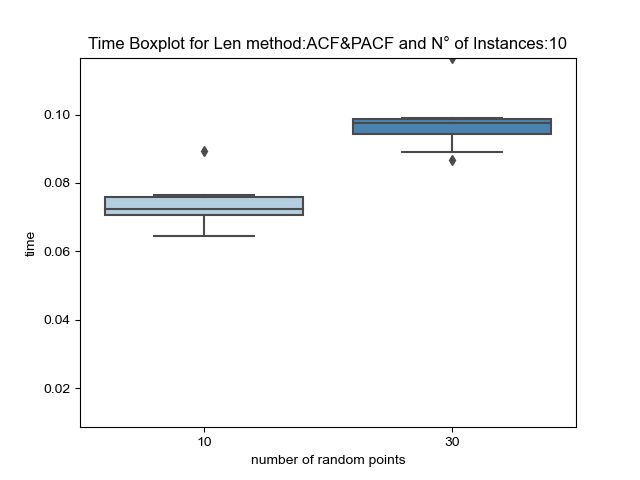 Time Boxplot for Len method:ACF&PACF and N° of Instances:10
0.10
0.08
0.06
0.04
0.02
time
10
30
number of random points